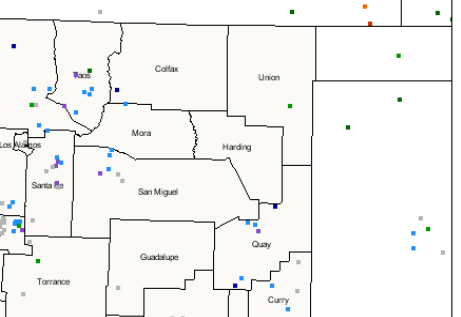 Colfax
Taos
Union
Mora
Los Alamos
Harding
Santa Fe
San Miguel
Quay
Guadalupe
Torrance
Curry